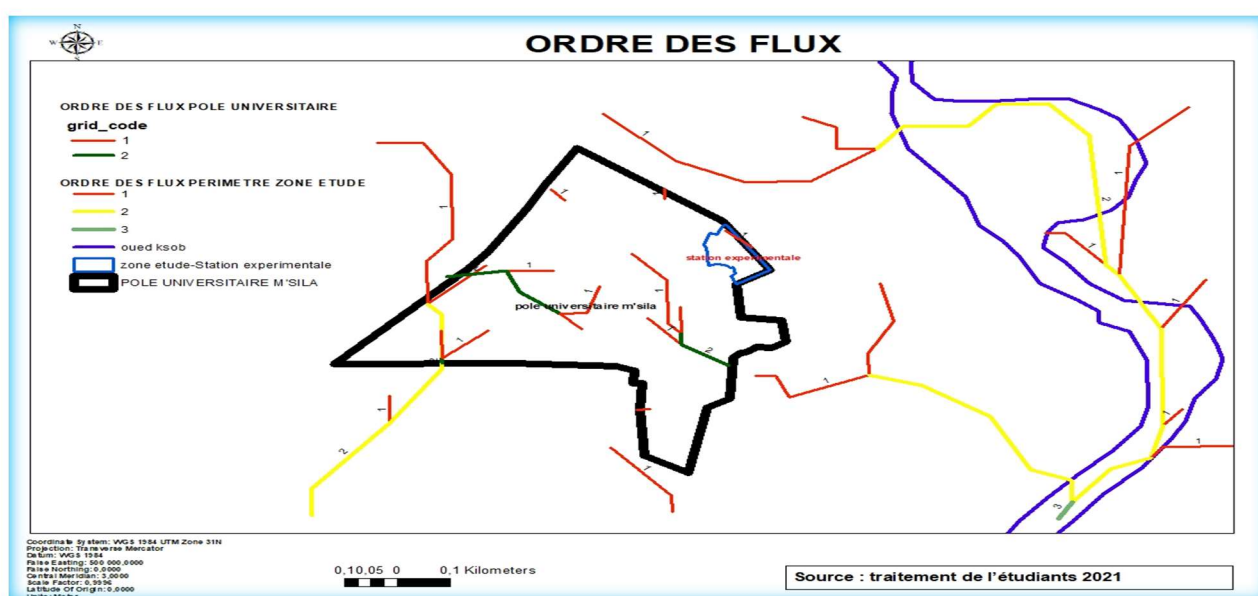 N
W E
S
ORDRE DES FLUX
ORDRE DES FLUX POLE UNIVERSITAIRE
grid_code
1
2
ORDRE DES FLUX PERIMETRE ZONE ETUDE
1
2
3
oued ksob
zone etude-Station experimentale
POLE UNIVERSITAIRE M'SILA
station experimentale
pole universitaire m'sila
Coordinate System: WGS 1984 UTM Zone 31N
Projection: Transverse Mercator
Datum: WGS 1984
False Easting: 500 000,0000
False Northing: 0,0000
Central Meridian: 3,0000
Scale Factor: 0,9996
Latitude Of Origin: 0,0000
0,10,05 0 0,1 Kilometers
Source : traitement de l'étudiants 2021